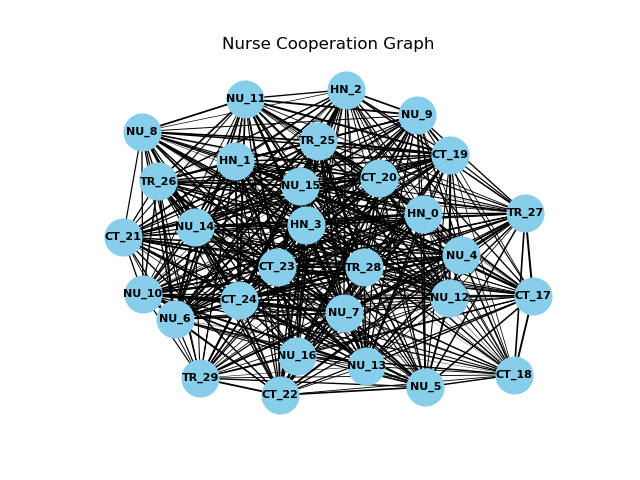 Nurse Cooperation Graph
HN_2
NU_11
NU_9
NU_8
TR_25
CT_19
HN_1
CT_20
TR_26
NU_15
TR_27
HN_0
HN_3
NU_14
CT_21
NU_4
CT_23
TR_28
NU_10
CT_17
NU_12
CT_24
NU_7
NU_6
NU_16
NU_13
CT_18
TR_29
NU_5
CT_22